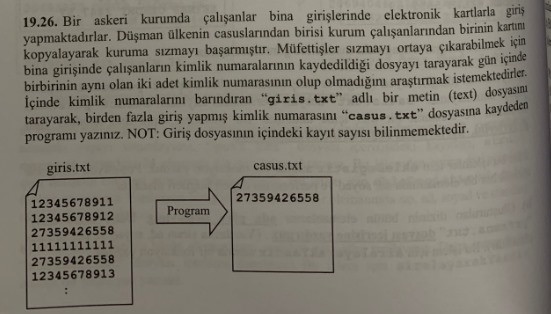 19.26. Bir askeri kurumda çalışanlar bina girişlerinde elektronik kartlarla giriş
yapmaktadırlar. Düşman ülkenin casuslarından birisi kurum çalışanlarından birinin kartını
kopyalayarak kuruma sızmayı başarmıştır. Müfettişler sızmayı ortaya çıkarabilmek için
bina girişinde çalışanların kimlik numaralarının kaydedildiği dosyayı tarayarak gün içinde
birbirinin aynı olan iki adet kimlik numarasının olup olmadığını araştırmak istemektedirler.
İçinde kimlik numaralarını barındıran "giris.txt" adlı bir metin (text) dosyasını
tarayarak, birden fazla giriş yapmış kimlik numarasını "casus.txt" dosyasına kaydeden
programı yazınız. NOT: Giriş dosyasının içindeki kayıt sayısı bilinmemektedir.
giris.txt
12345678911
12345678912
27359426558
11111111111
27359426558
12345678913
:
Program
casus.txt
27359426558